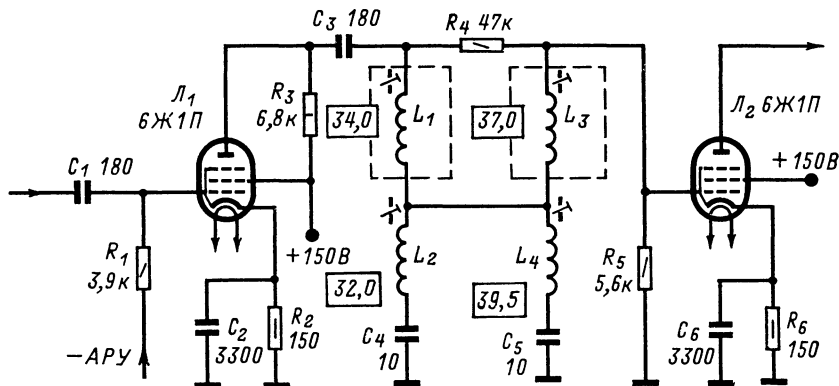 C3 180
R4 47к
Л1
6Ж1П
R3
6,8к
34,0
L1
37,0
L3
Л2 6Ж1П
C1 180
+150В
+150В
R1
3,9к
L2
L4
R5
5,6к
32,0
39,5
C2
3300
R2
150
C4
10
C5
10
C6
3300
R6
150
–АРУ